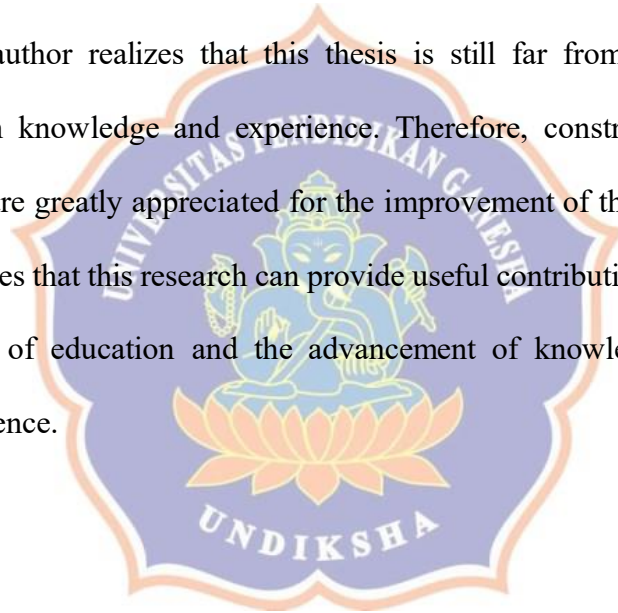 author realizes that this thesis is still far from
knowledge and experience. Therefore, constr
re greatly appreciated for the improvement of th
es that this research can provide useful contributi
of education and the advancement of knowle
ence.
UNIVERSITAS PENDIDIKAN GANESHA
UNDIKSHA